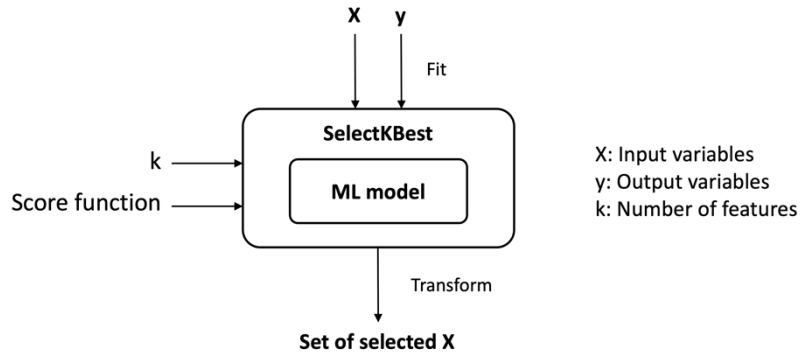 X y
Fit
SelectKBest
k
ML model
Score function
X: Input variables
y: Output variables
k: Number of features
Transform
Set of selected X